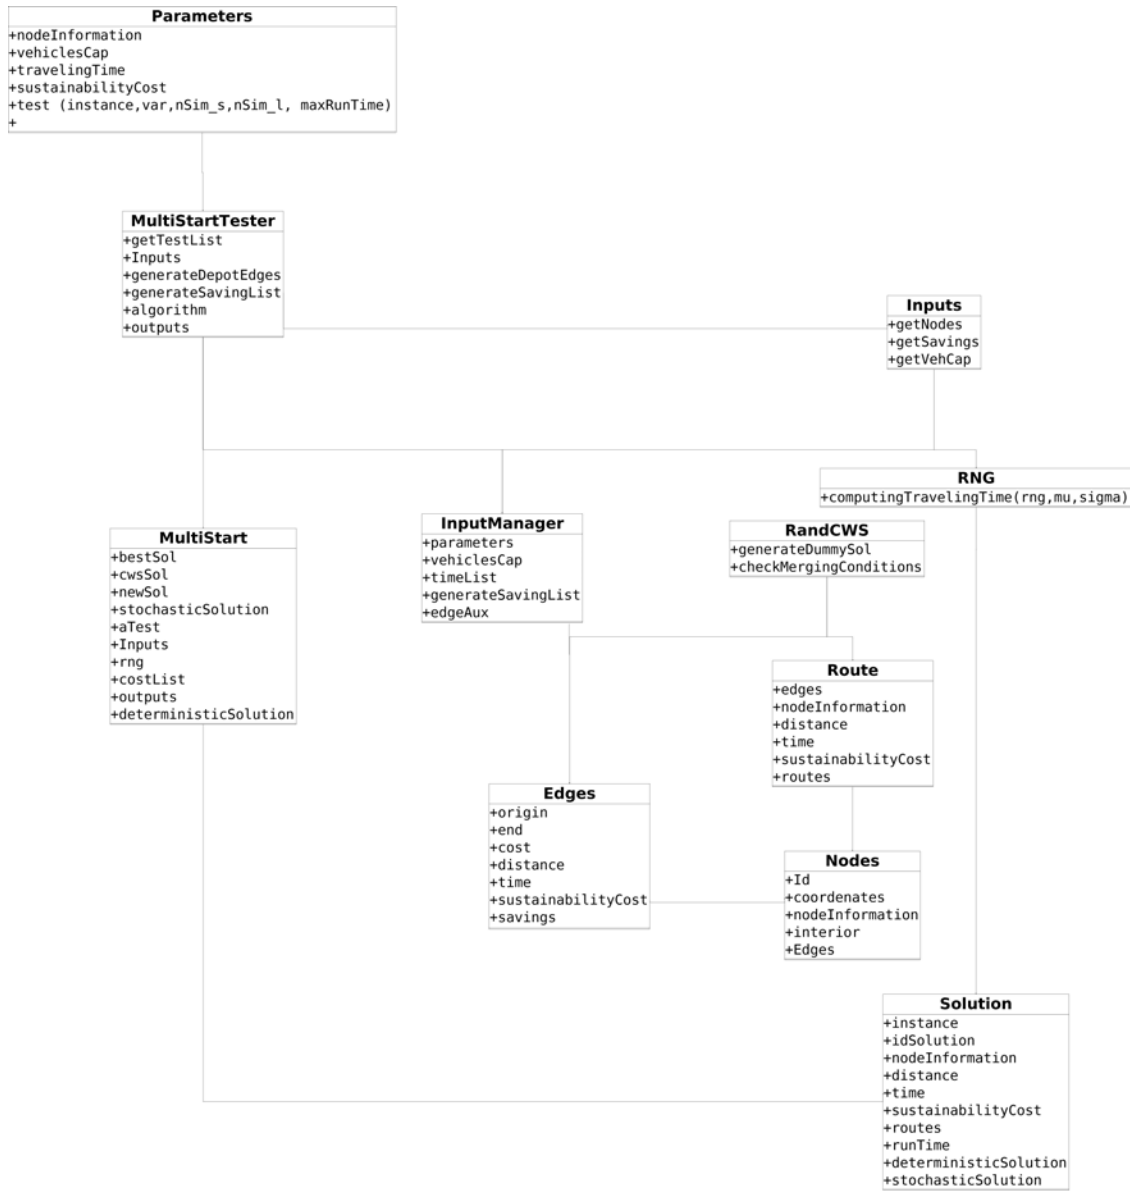 Parameters
+nodeInformation
+vehiclesCap
+travelingTime
+sustainabilityCost
+test (instance,var,nSim_s,nSim_l, maxRunTime)
+
MultiStartTester
+getTestList
+Inputs
+generateDepotEdges
+generateSavingList
+algorithm
+outputs
Inputs
+getNodes
+getSavings
+getVehCap
RNG
+computingTravelingTime(rng,mu,sigma)
MultiStart
+bestSol
+cwsSol
+newSol
+stochasticSolution
+aTest
+Inputs
+rng
+costList
+outputs
+deterministicSolution
InputManager
+parameters
+vehiclesCap
+timeList
+generateSavingList
+edgeAux
RandCWS
+generateDummySol
+checkMergingConditions
Route
+edges
+nodeInformation
+distance
+time
+sustainabilityCost
+routes
Edges
+origin
+end
+cost
+distance
+time
+sustainabilityCost
+savings
Nodes
+Id
+coordenates
+nodeInformation
+interior
+Edges
Solution
+instance
+idSolution
+nodeInformation
+distance
+time
+sustainabilityCost
+routes
+runTime
+deterministicSolution
+stochasticSolution